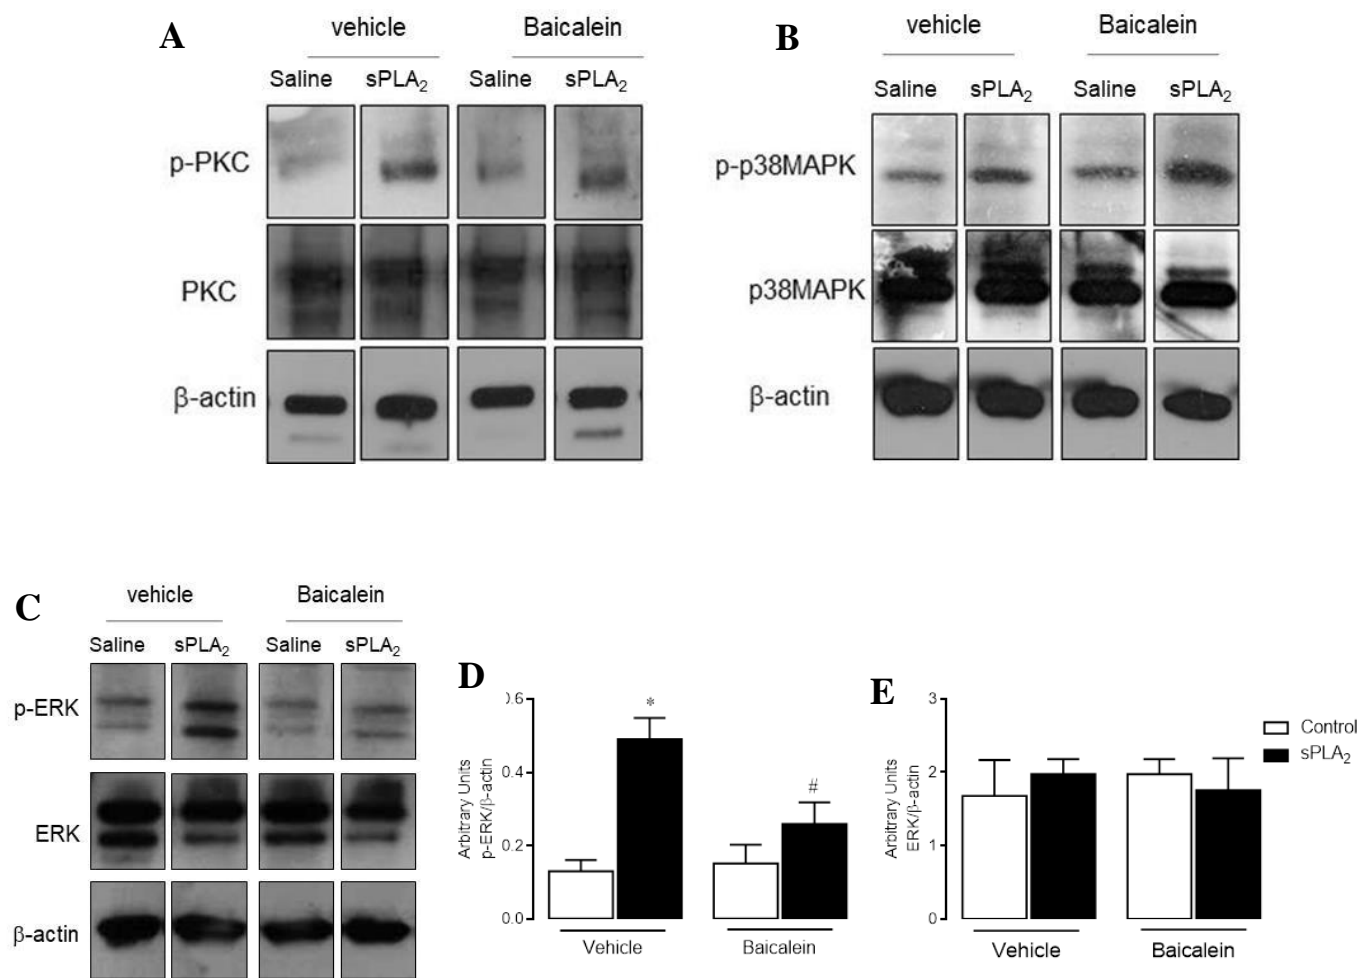 A
vehicle Baicalein
Saline sPLA₂ Saline sPLA₂
p-PKC
PKC
β-actin
B
vehicle Baicalein
Saline sPLA₂ Saline sPLA₂
p-p38MAPK
p38MAPK
β-actin
C
vehicle Baicalein
Saline sPLA₂ Saline sPLA₂
p-ERK
ERK
β-actin
D
Arbitrary Units
p-ERK/β-actin
0.6
0.4
0.2
0.0
*
#
Vehicle Baicalein
E
Arbitrary Units
ERK/β-actin
3
2
1
0
Vehicle Baicalein
Control
sPLA₂